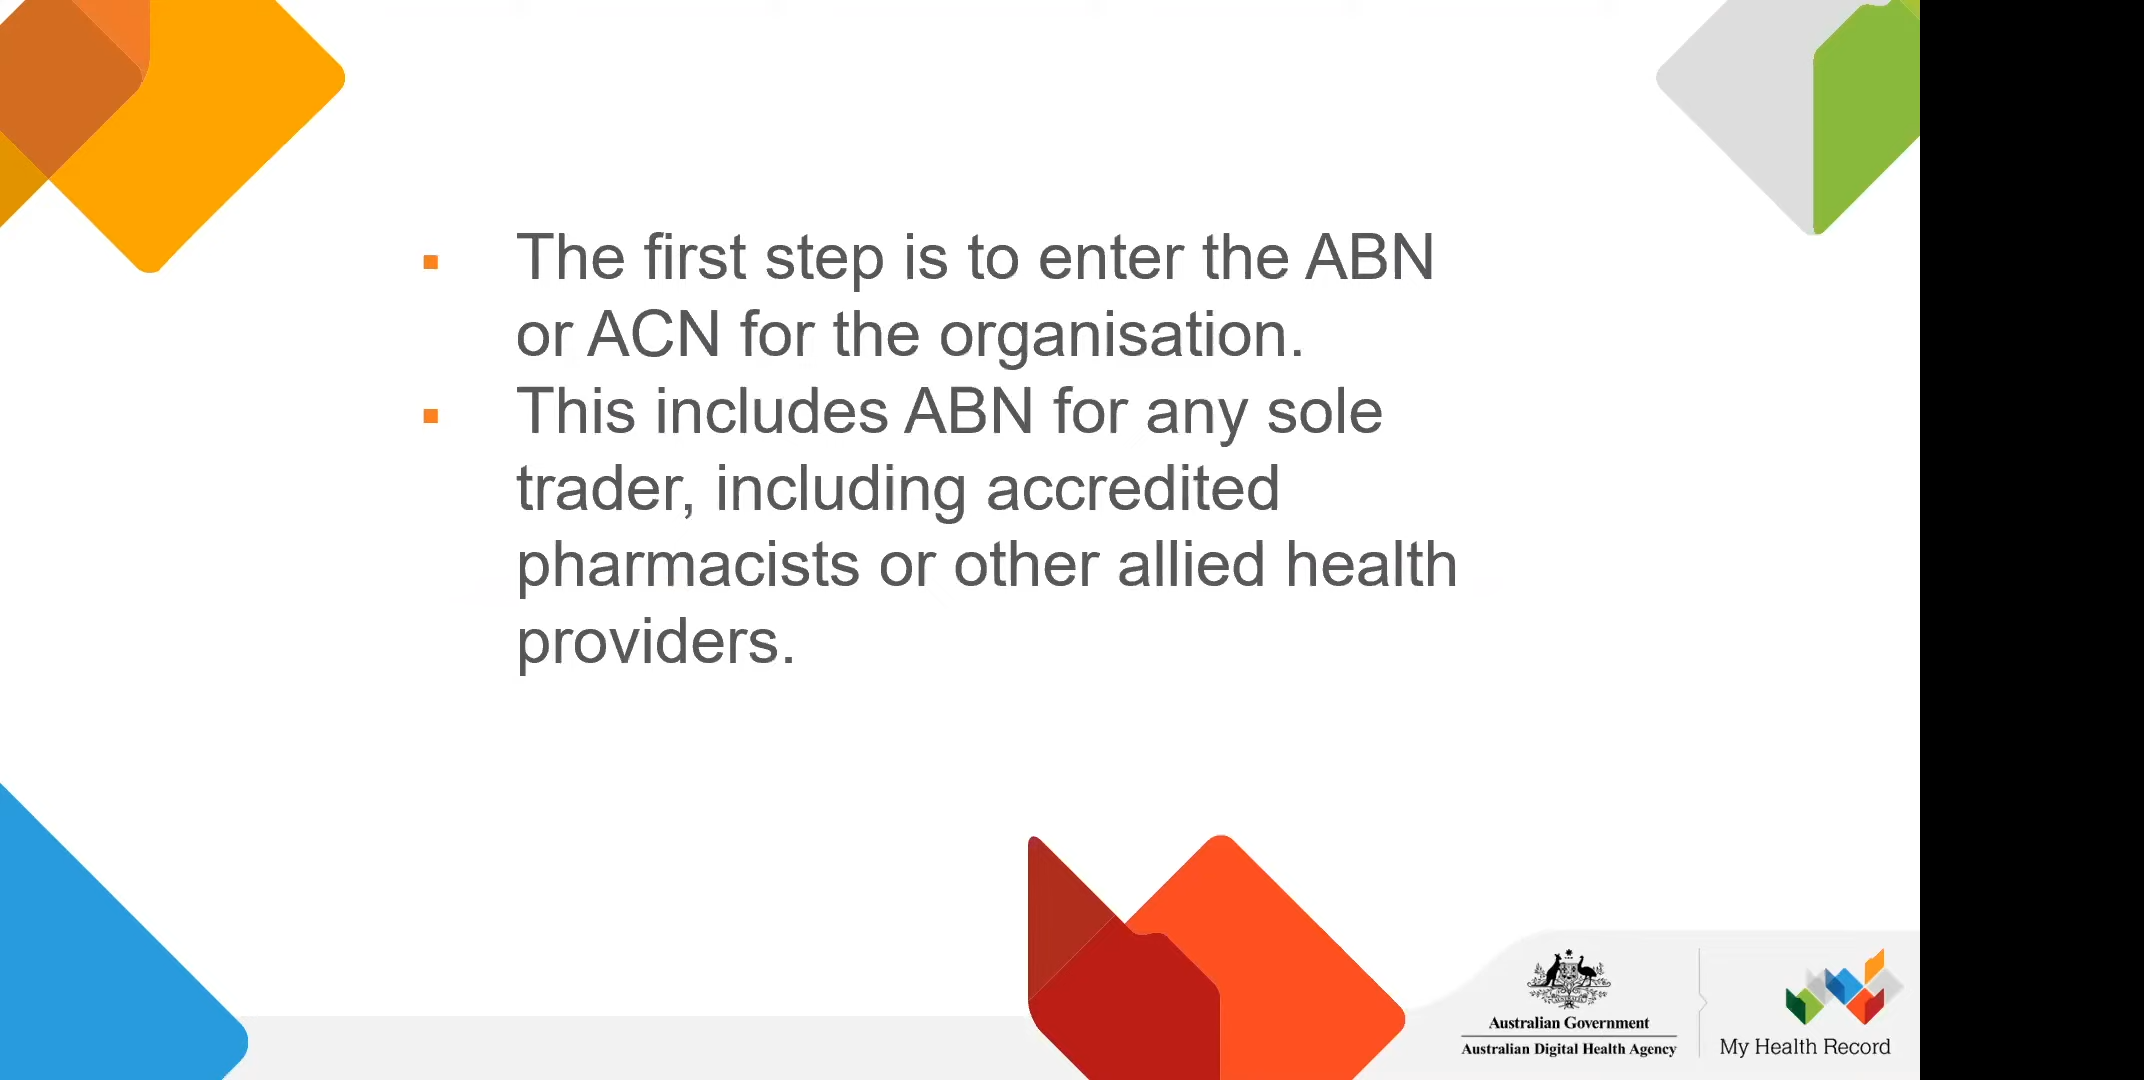 The first step is to enter the ABN
or ACN for the organisation.
This includes ABN for any sole
trader, including accredited
pharmacists or other allied health
providers.
Australian Government
Australian Digital Health Agency
My Health Record